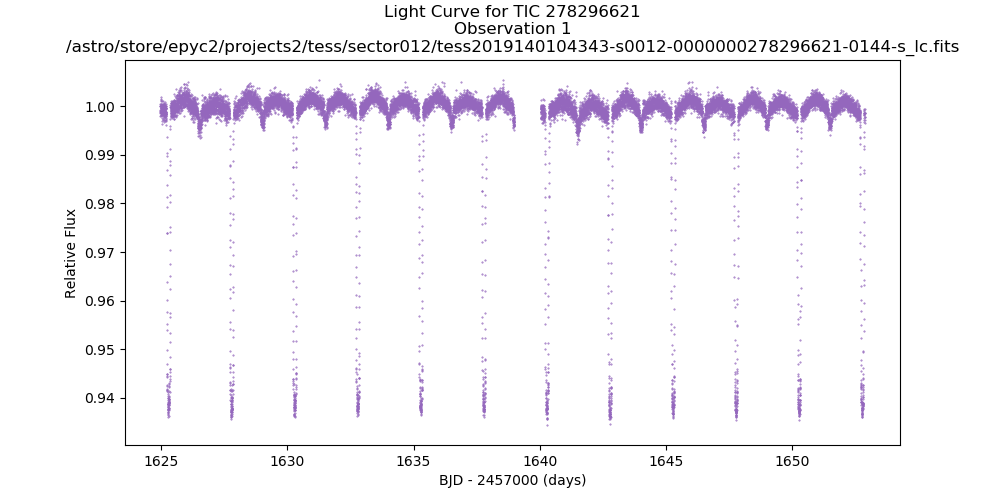 Light Curve for TIC 278296621
Observation 1
/astro/store/epyc2/projects2/tess/sector012/tess2019140104343-s0012-0000000278296621-0144-s_lc.fits
1.00
0.99
0.98
0.97
0.96
0.95
0.94
Relative Flux
1625
1630
1635
1640
1645
1650
BJD - 2457000 (days)